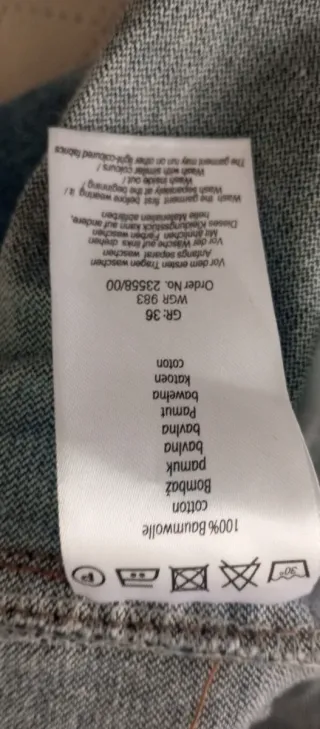 30°
P
100% Baumwolle
cotton
Bombaž
pamuk
bavlna
bavlna
Pamut
bawełna
katoen
coton
GR: 36
WGR 983
Order No. 23558/00
Vor dem ersten Tragen waschen
Anfangs separat waschen
Vor der Wäsche auf links drehen
Mit ähnlichen Farben waschen
Dieses Kleidungsstück kann auf andere,
helle Materialien abfärben
Wash the garment first before wearing it /
Wash separately at the beginning
Wash inside out /
Wash with similar colours /
The garment may run on other light-coloured fabrics